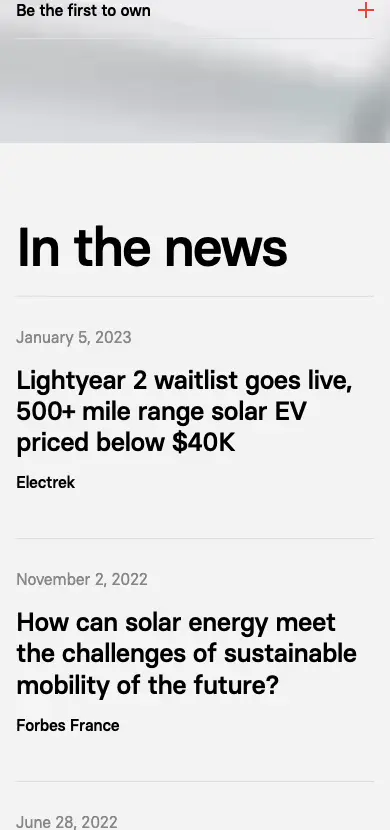 Be the first to own
In the news
January 5, 2023
Lightyear 2 waitlist goes live,
500+ mile range solar EV
priced below $40K
Electrek
November 2, 2022
How can solar energy meet
the challenges of sustainable
mobility of the future?
Forbes France
June 28, 2022